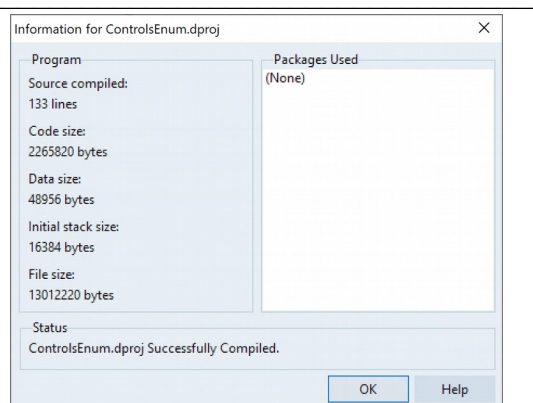 Information for ControlsEnum.dproj
Program
Source compiled:
133 lines
Code size:
2265820 bytes
Data size:
48956 bytes
Initial stack size:
16384 bytes
File size:
13012220 bytes
Packages Used
(None)
Status
ControlsEnum.dproj Successfully Compiled.
OK Help